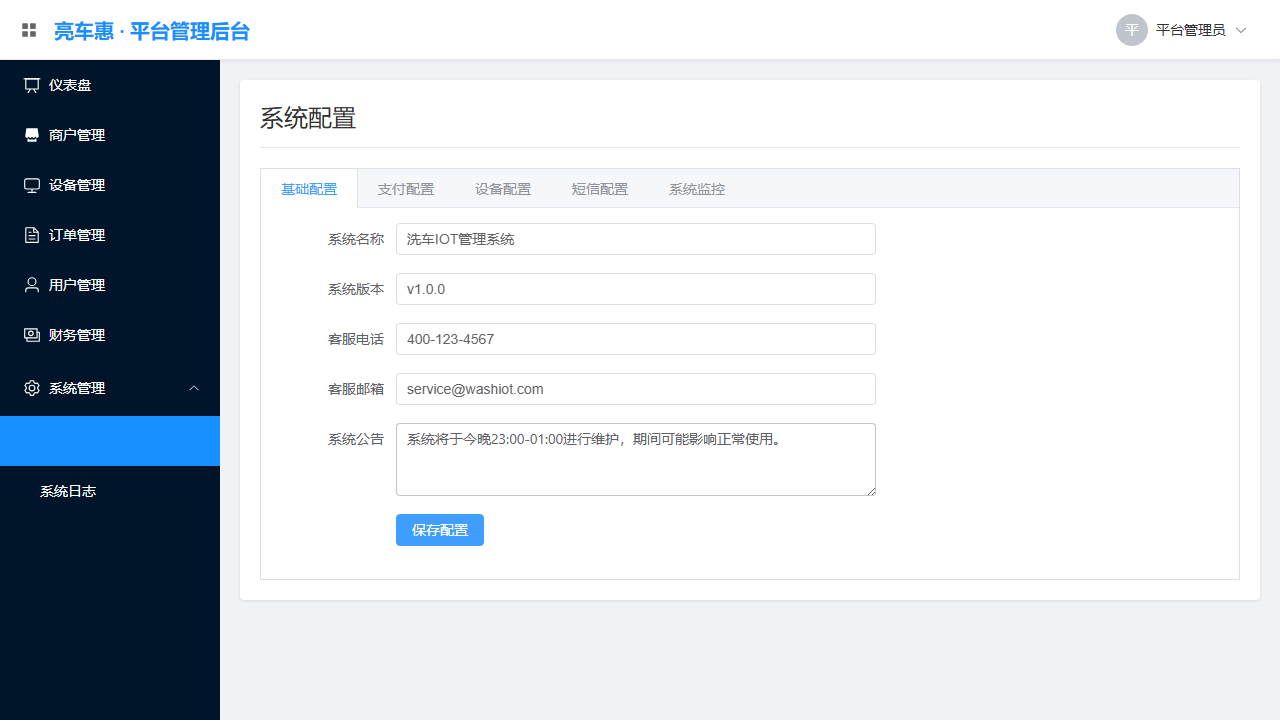 亮车惠 · 平台管理后台
平
平台管理员
仪表盘
商户管理
设备管理
订单管理
用户管理
财务管理
系统管理
系统日志
系统配置
基础配置
支付配置
设备配置
短信配置
系统监控
系统名称
洗车IOT管理系统
系统版本
v1.0.0
客服电话
400-123-4567
客服邮箱
service@washiot.com
系统公告
系统将于今晚23:00-01:00进行维护，期间可能影响正常使用。
保存配置